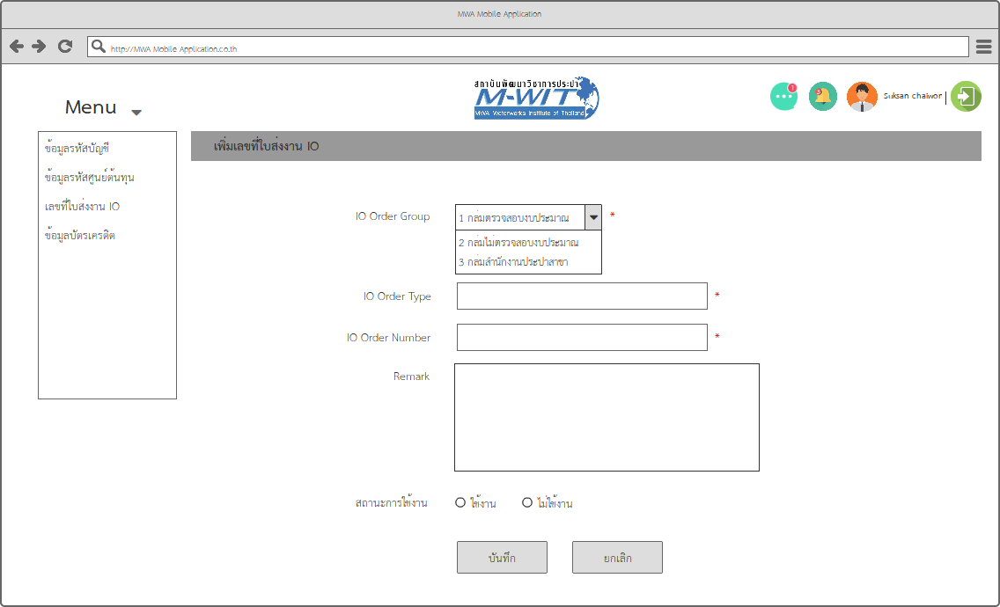 MWA Mobile Application
http://MWA Mobile Application.co.th
สถาบันพัฒนาวิชาการประปา
M-WIT
MWA Waterworks Institute of Thailand
1
3
Suksan chaiwor
Menu
ข้อมูลรหัสบัญชี
ข้อมูลรหัสศูนย์ต้นทุน
เลขที่ใบสั่งงาน IO
ข้อมูลบัตรเครดิต
เพิ่มเลขที่ใบสั่งงาน IO
IO Order Group
1 กลุ่มตรวจสอบงบประมาณ
*
2 กลุ่มไม่ตรวจสอบงบประมาณ
3 กลุ่มสำนักงานประปาสาขา
IO Order Type *
IO Order Number *
Remark
สถานะการใช้งาน ใช้งาน ไม่ใช้งาน
บันทึก ยกเลิก